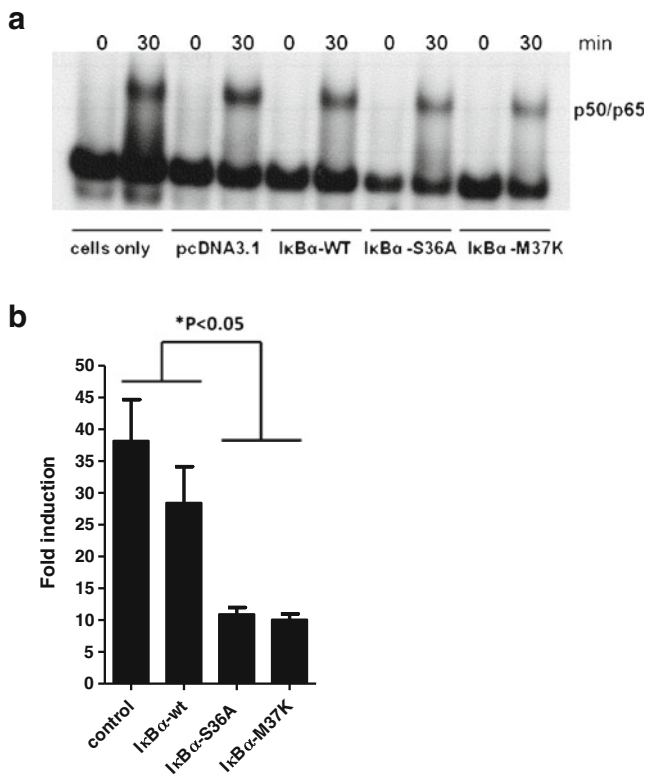 a
0 30 0 30 0 30 0 30 0 30 min
p50/p65
cells only pcDNA3.1 IκBα-WT IκBα -S36A IκBα -M37K
b
*P<0.05
50
45
40
35
30
25
20
15
10
5
0
Fold induction
control
IκBα-wt
IκBα-S36A
IκBα-M37K